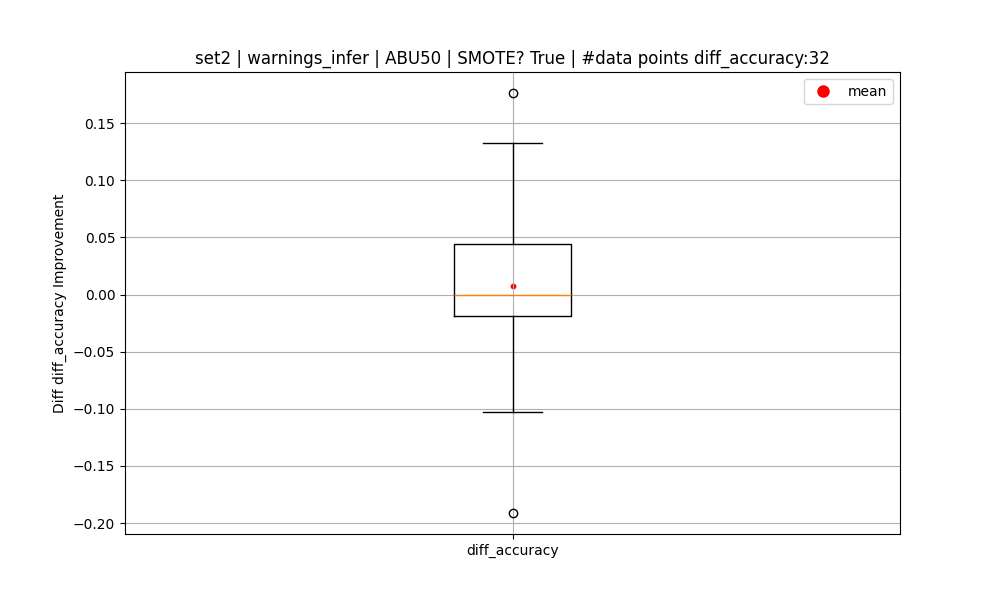 set2 | warnings_infer | ABU50 | SMOTE? True | #data points diff_accuracy:32
mean
0.15
0.10
0.05
0.00
−0.05
−0.10
−0.15
−0.20
Diff diff_accuracy Improvement
diff_accuracy